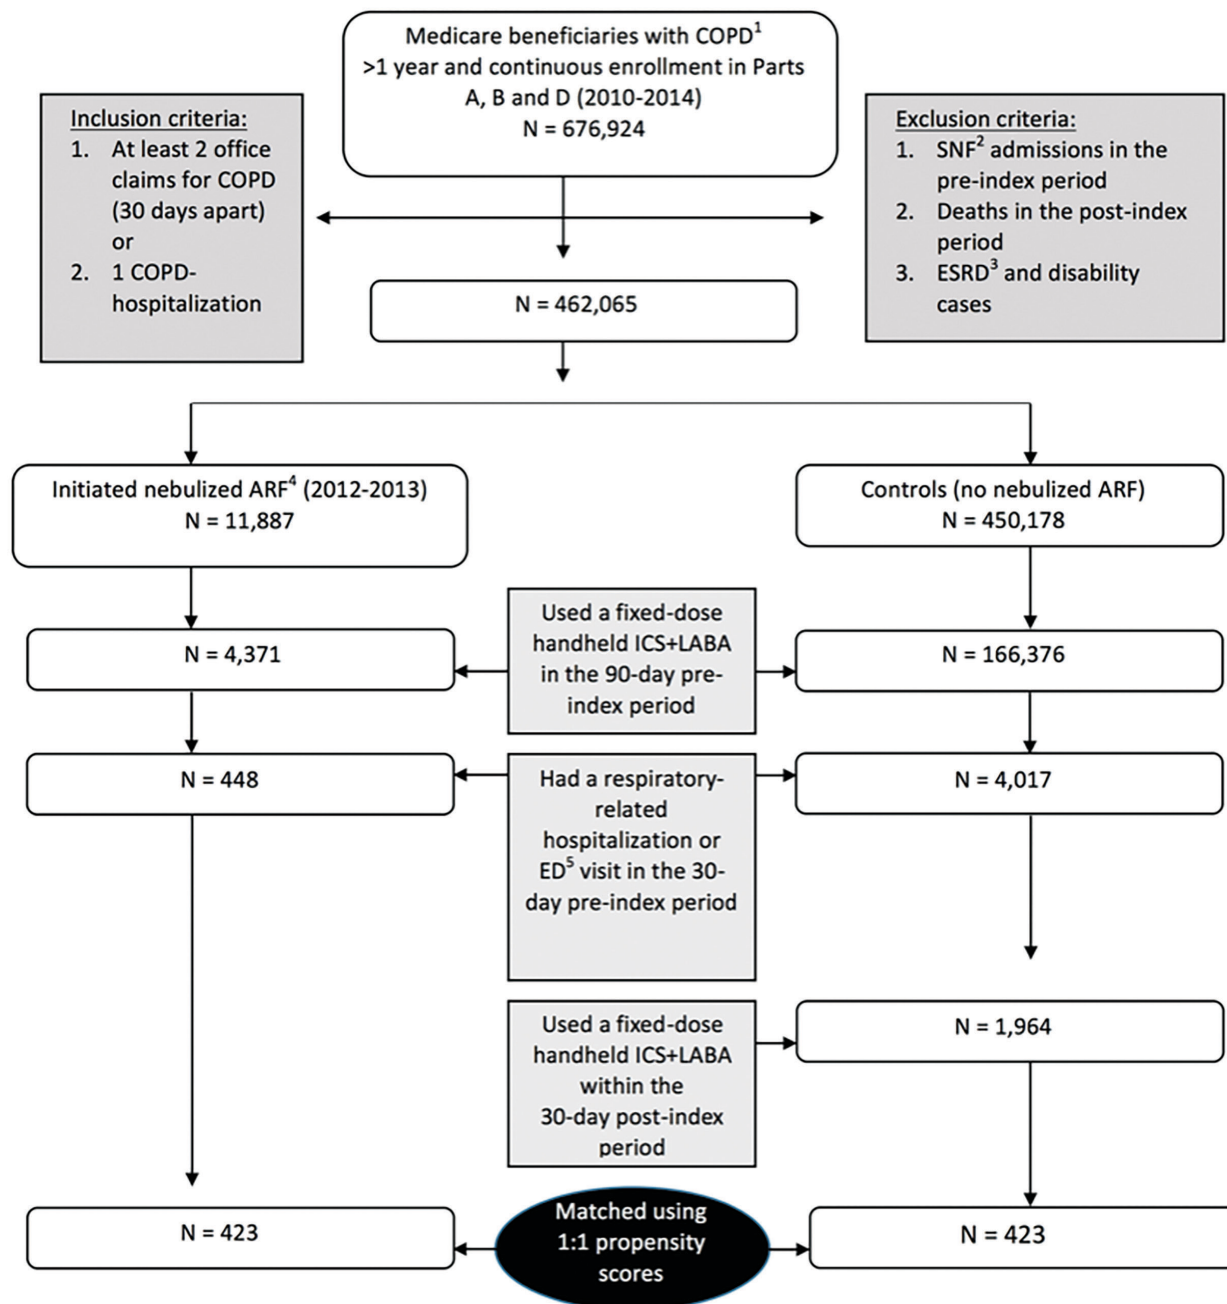 Medicare beneficiaries with COPD1
>1 year and continuous enrollment in Parts
A, B and D (2010-2014)
N = 676,924
Inclusion criteria:
1. At least 2 office
claims for COPD
(30 days apart)
or
2. 1 COPD-
hospitalization
Exclusion criteria:
1. SNF2 admissions in the
pre-index period
2. Deaths in the post-index
period
3. ESRD3 and disability
cases
N = 462,065
Initiated nebulized ARF4 (2012-2013)
N = 11,887
Controls (no nebulized ARF)
N = 450,178
Used a fixed-dose
handheld ICS+LABA
in the 90-day pre-
index period
N = 4,371
N = 166,376
Had a respiratory-
related
hospitalization or
ED5 visit in the 30-
day pre-index period
N = 448
N = 4,017
Used a fixed-dose
handheld ICS+LABA
within the
30-day post-index
period
N = 1,964
Matched using
1:1 propensity
scores
N = 423
N = 423